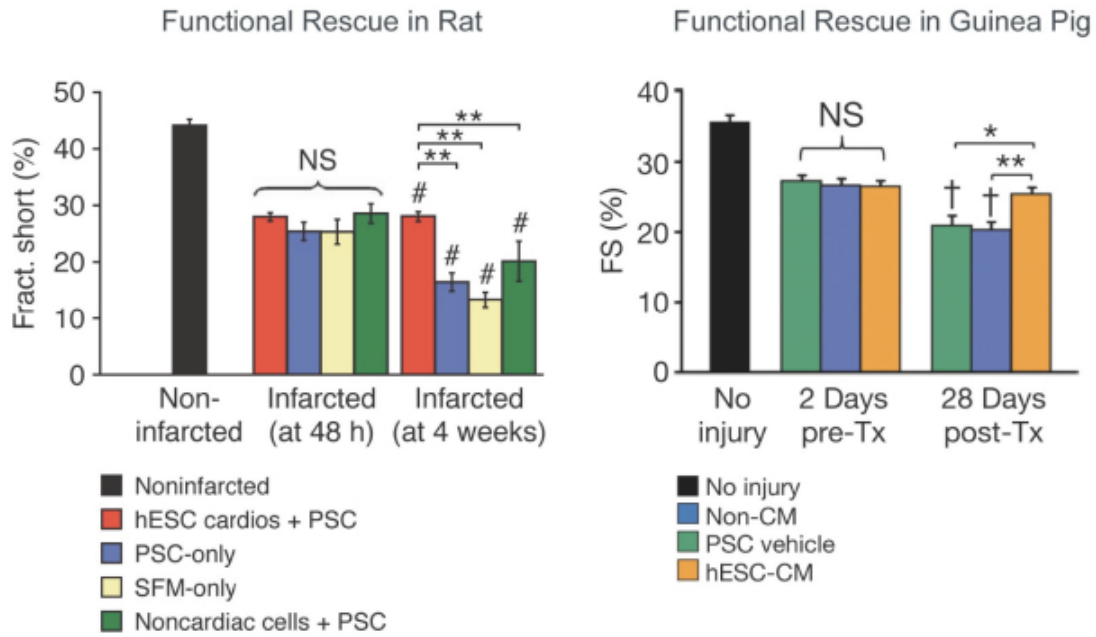 Functional Rescue in Rat
Fract. short (%)
50
40
30
20
10
0
NS
**
**
**
#
#
#
#
Non-
infarcted
Infarcted
(at 48 h)
Infarcted
(at 4 weeks)
Noninfarcted
hESC cardios + PSC
PSC-only
SFM-only
Noncardiac cells + PSC
Functional Rescue in Guinea Pig
FS (%)
40
30
20
10
0
NS
*
**
†
†
No
injury
2 Days
pre-Tx
28 Days
post-Tx
No injury
Non-CM
PSC vehicle
hESC-CM